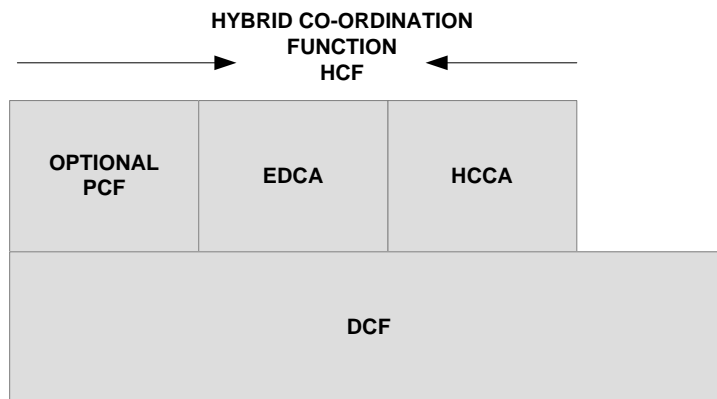 HYBRID CO-ORDINATION
FUNCTION
HCF
OPTIONAL
PCF
EDCA
HCCA
DCF